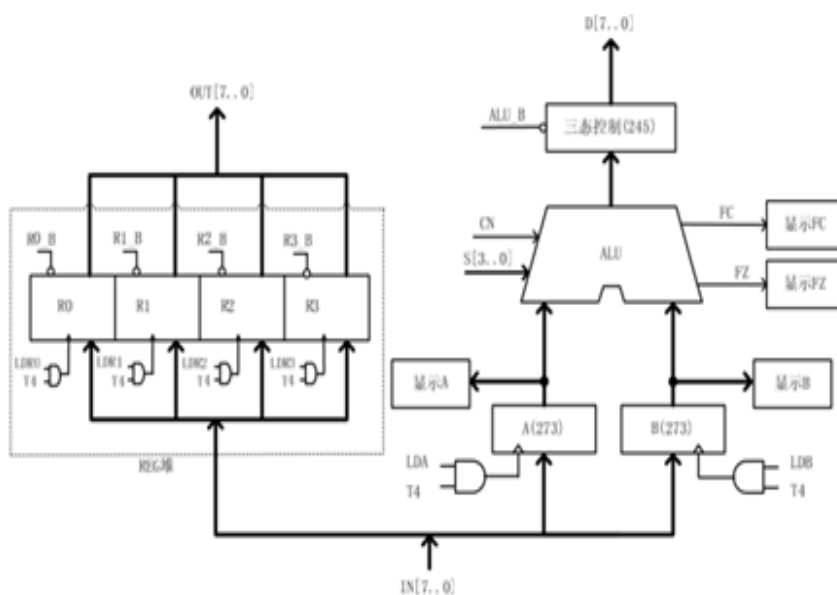 D[7..0]
OUT[7..0]
ALU_B
三态控制(245)
R0_B
R1_B
R2_B
R3_B
CN
S[3..0]
ALU
FC
显示FC
FZ
显示FZ
R0
R1
R2
R3
LDR0
T4
LDR1
T4
LDR2
T4
LDR3
T4
显示A
显示B
A(273)
B(273)
REG堆
LDA
T4
LDB
T4
IN[7..0]